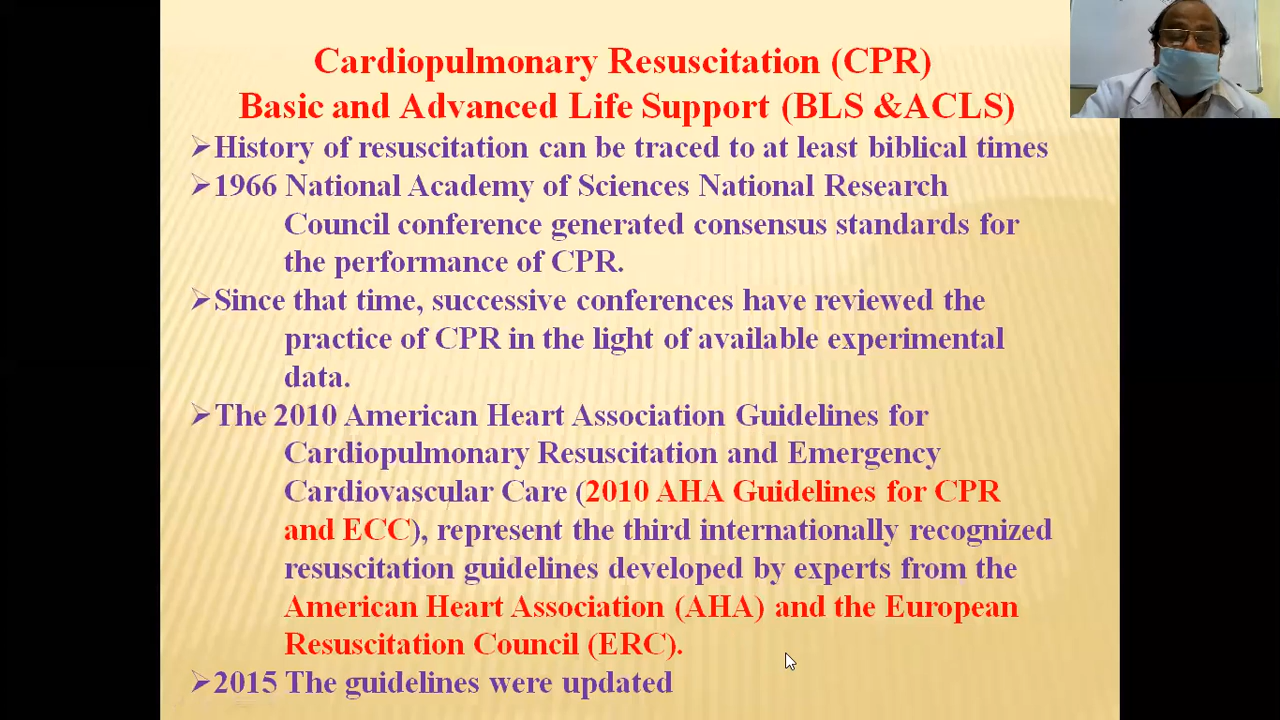 Cardiopulmonary Resuscitation (CPR)
Basic and Advanced Life Support (BLS &ACLS)
➢History of resuscitation can be traced to at least biblical times
➢1966 National Academy of Sciences National Research
Council conference generated consensus standards for
the performance of CPR.
➢Since that time, successive conferences have reviewed the
practice of CPR in the light of available experimental
data.
➢The 2010 American Heart Association Guidelines for
Cardiopulmonary Resuscitation and Emergency
Cardiovascular Care (2010 AHA Guidelines for CPR
and ECC), represent the third internationally recognized
resuscitation guidelines developed by experts from the
American Heart Association (AHA) and the European
Resuscitation Council (ERC).
➢2015 The guidelines were updated